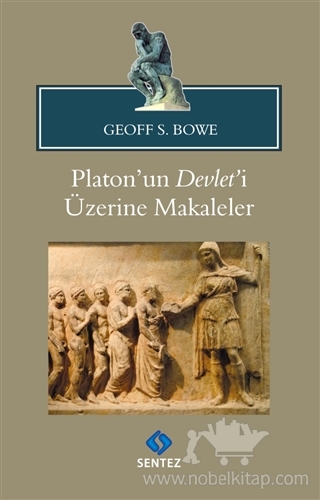 GEOFF S. BOWE
Platon'un Devlet'i
Üzerine Makaleler
SENTEZ
www.nobelkitap.com